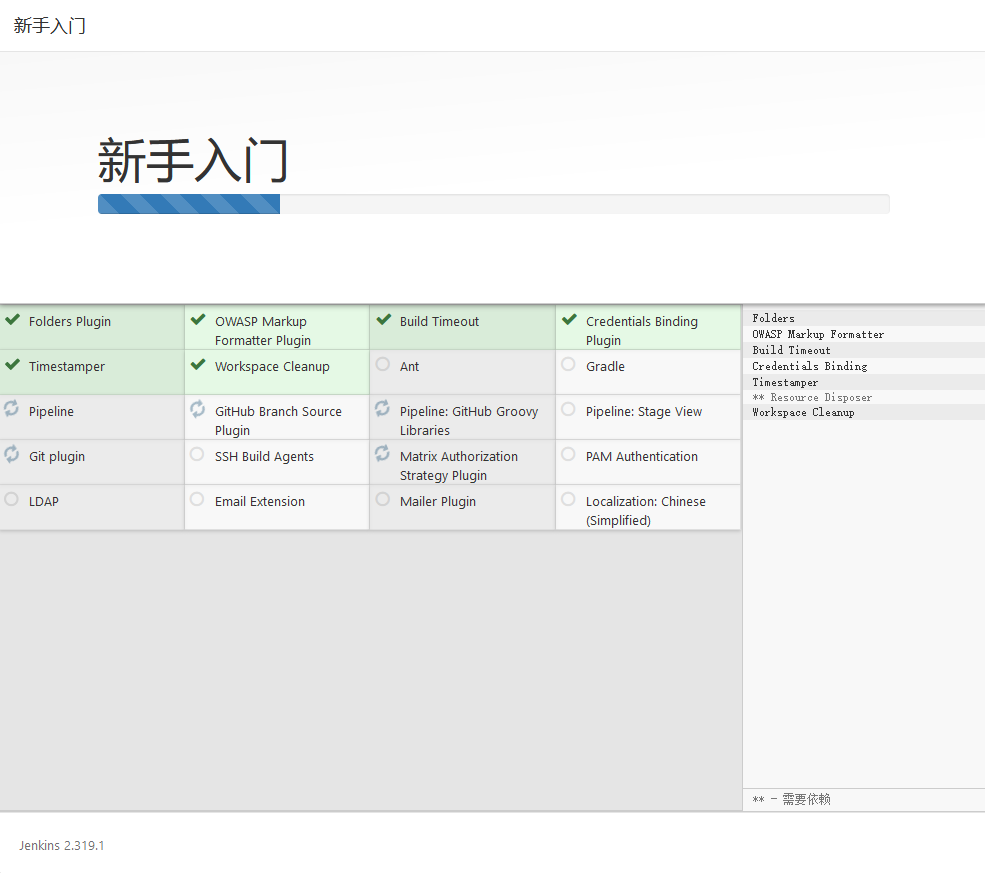 新手入门
新手入门
Folders Plugin
OWASP Markup
Formatter Plugin
Build Timeout
Credentials Binding
Plugin
Timestamper
Workspace Cleanup
Ant
Gradle
Pipeline
GitHub Branch Source
Plugin
Pipeline: GitHub Groovy
Libraries
Pipeline: Stage View
Git plugin
SSH Build Agents
Matrix Authorization
Strategy Plugin
PAM Authentication
LDAP
Email Extension
Mailer Plugin
Localization: Chinese
(Simplified)
Folders
OWASP Markup Formatter
Build Timeout
Credentials Binding
Timestamper
** Resource Disposer
Workspace Cleanup
** - 需要依赖
Jenkins 2.319.1